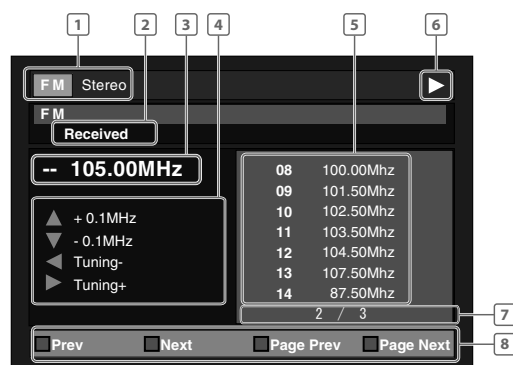 1 2 3 4 5 6
FM Stereo
FM
Received
-- 105.00MHz
+ 0.1MHz
- 0.1MHz
Tuning-
Tuning+
08 100.00Mhz
09 101.50Mhz
10 102.50Mhz
11 103.50Mhz
12 104.50Mhz
13 107.50Mhz
14 87.50Mhz
2 / 3
7
Prev Next Page Prev Page Next
8